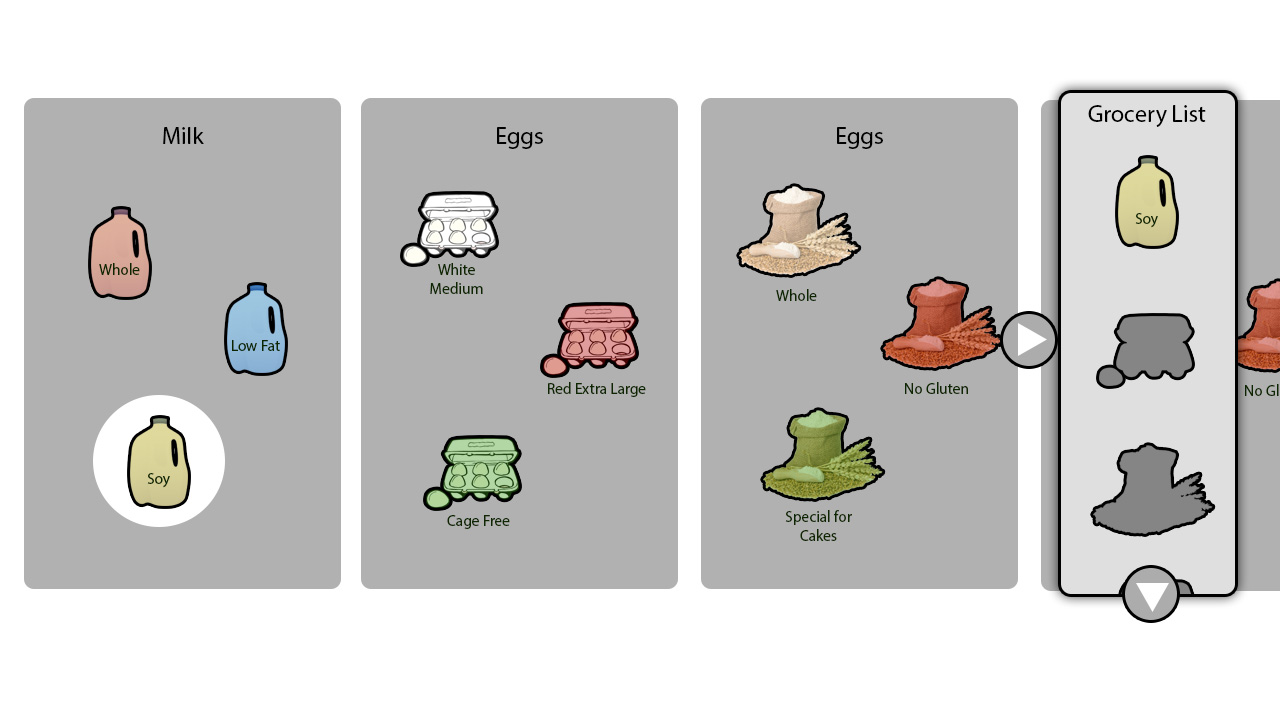 Milk
Whole
Low Fat
Soy
Eggs
White
Medium
Red Extra Large
Cage Free
Eggs
Whole
No Gluten
Special for
Cakes
Grocery List
Soy
No Gl